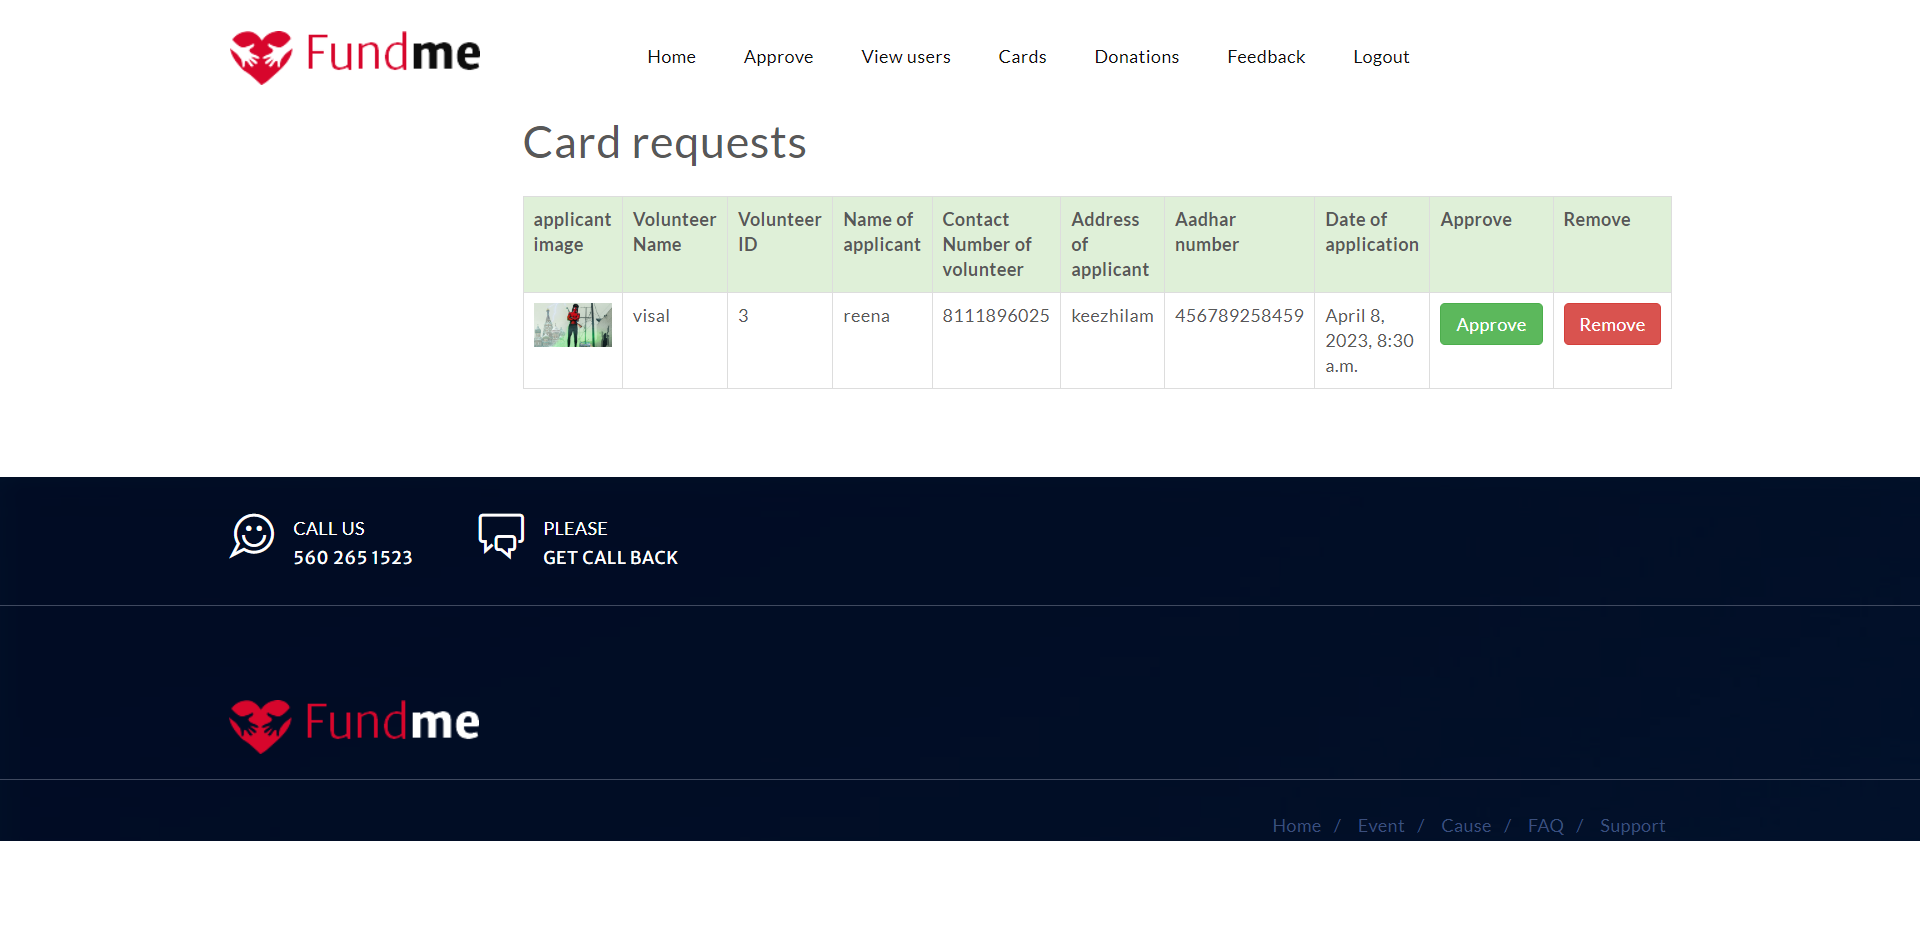 Fundme
Home Approve View users Cards Donations Feedback Logout
Card requests
applicant image
Volunteer Name
Volunteer ID
Name of applicant
Contact Number of volunteer
Address of applicant
Aadhar number
Date of application
Approve
Remove
visal
3
reena
8111896025
keezhilam
456789258459
April 8, 2023, 8:30 a.m.
Approve
Remove
CALL US
560 265 1523
PLEASE
GET CALL BACK
Fundme
Home / Event / Cause / FAQ / Support